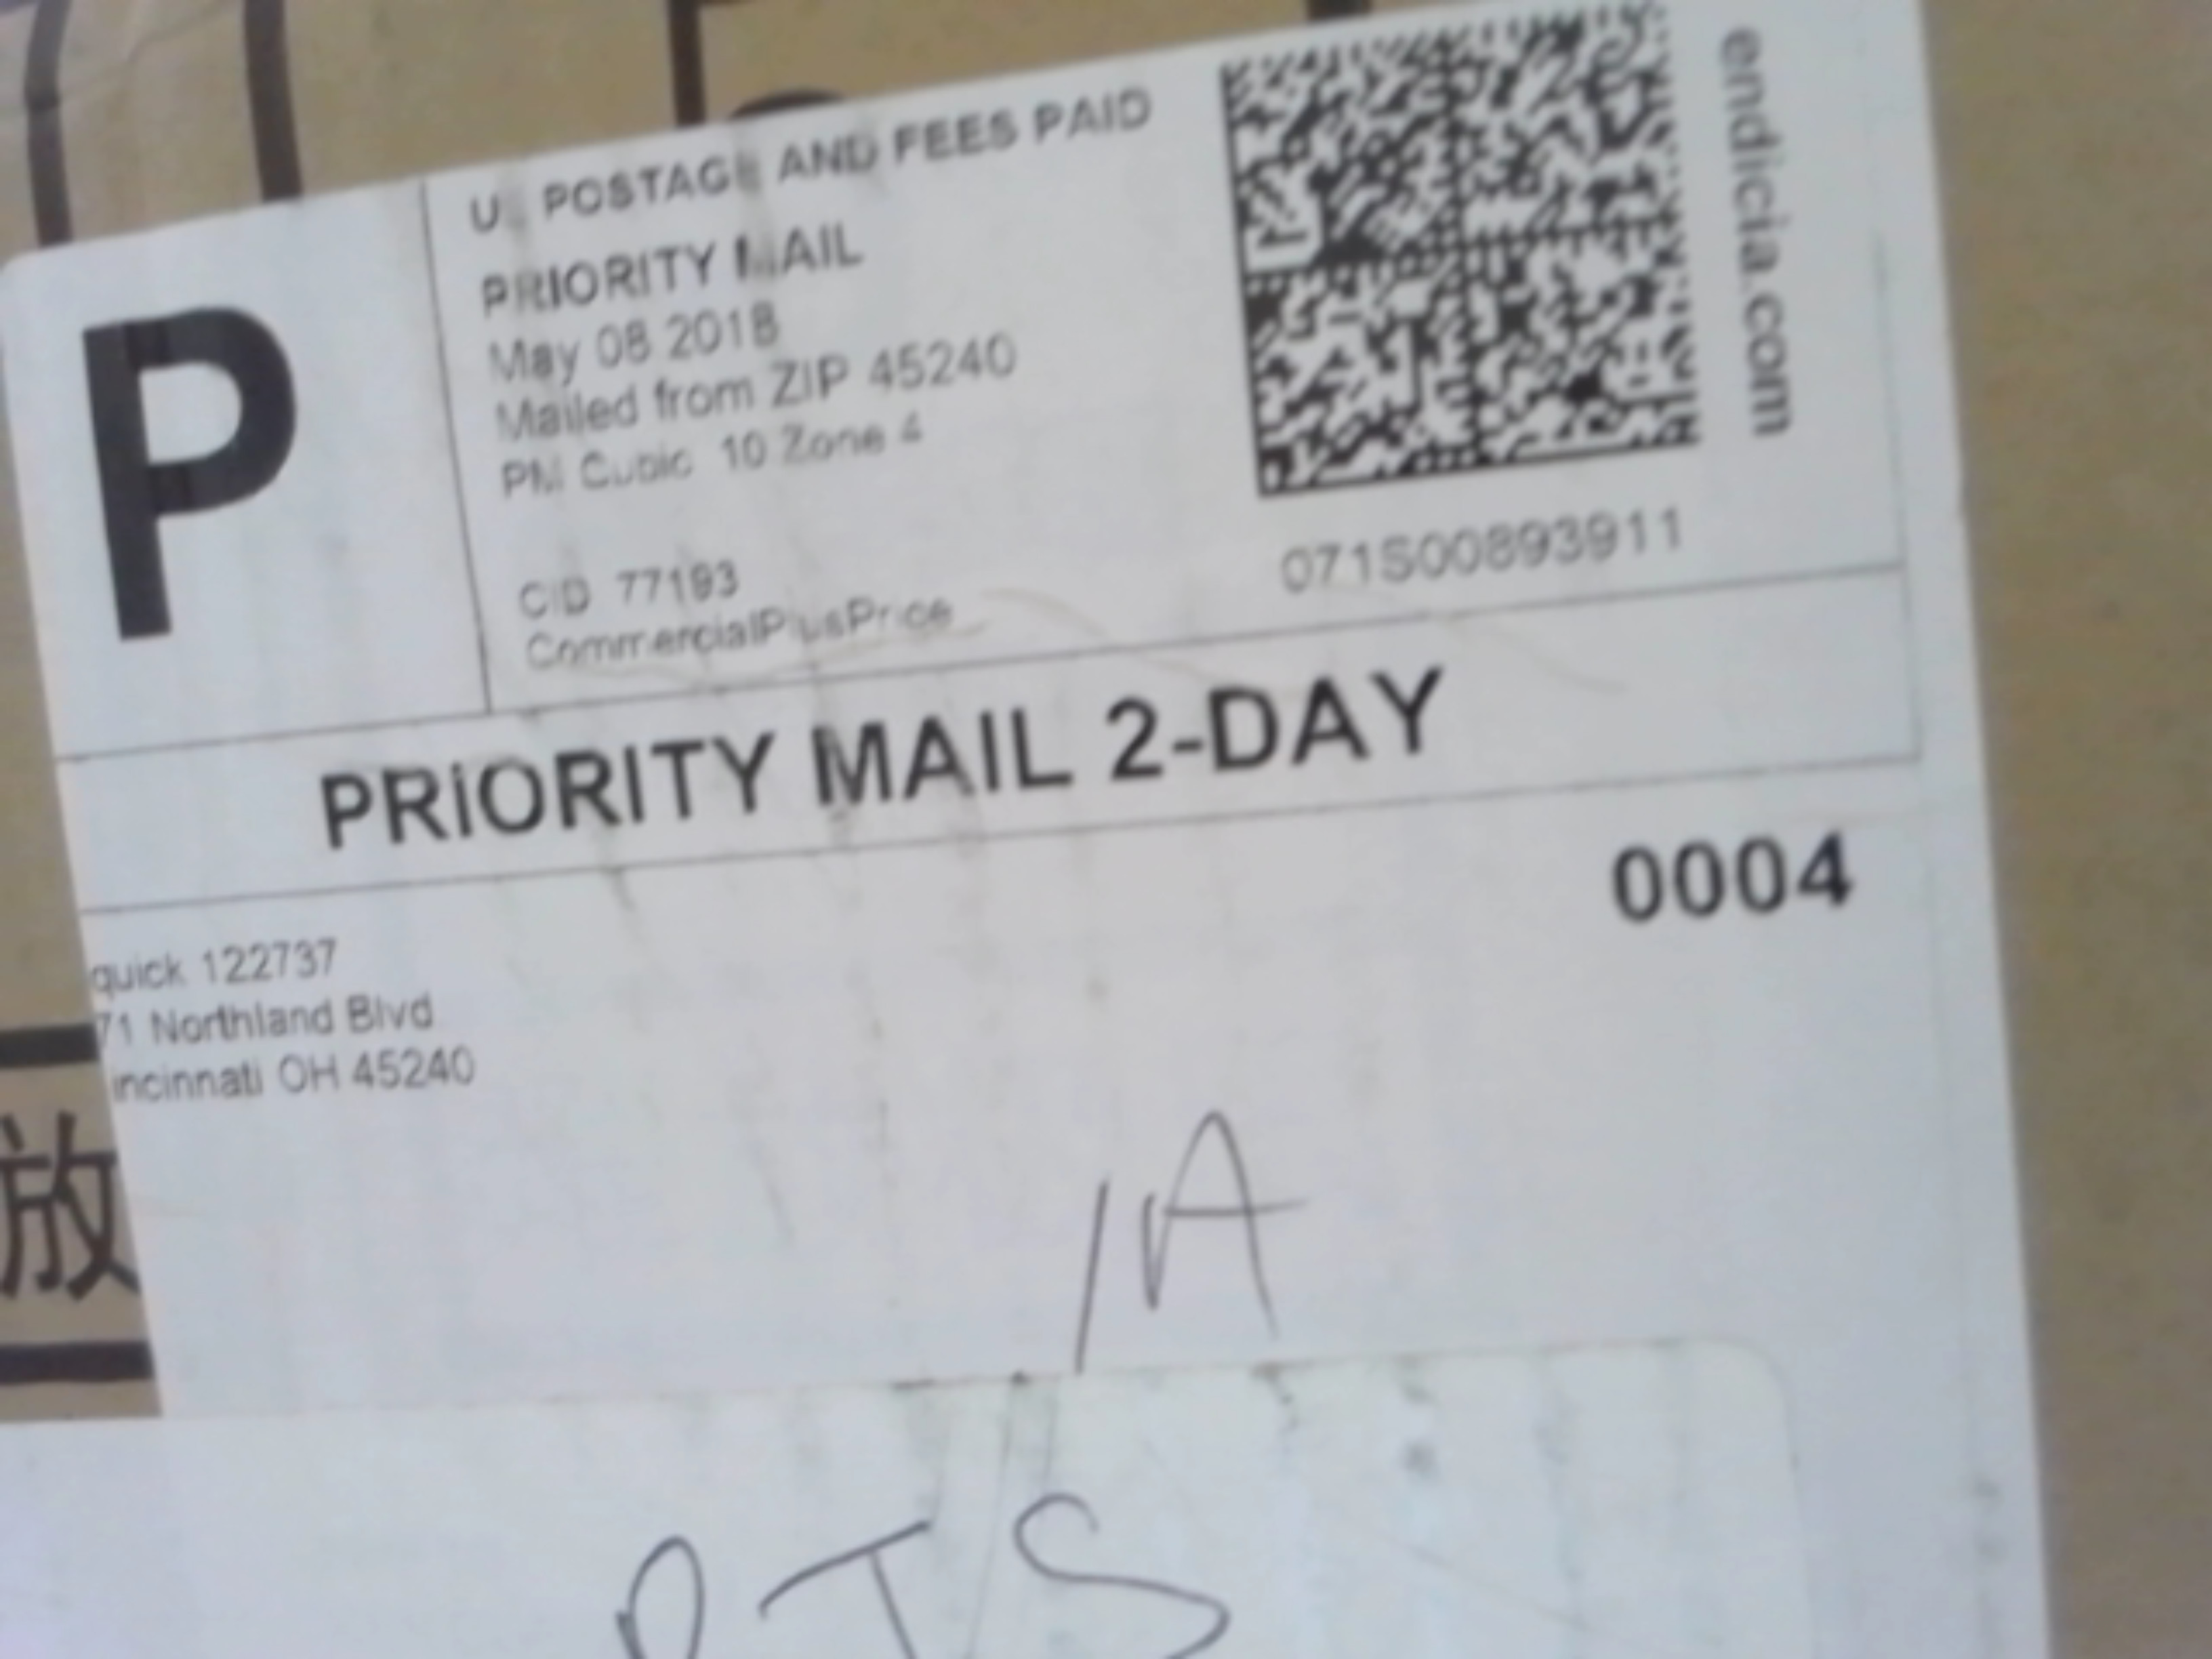 P
U. POSTAGE AND FEES PAID
PRIORITY MAIL
May 08 2018
Mailed from ZIP 45240
PM Cubic 10 Zone 4
CID 77193
CommercialPlusPrice
endicia.com
071S00893911
PRIORITY MAIL 2-DAY
0004
quick 122737
71 Northland Blvd
incinnati OH 45240
放
1A
RTS